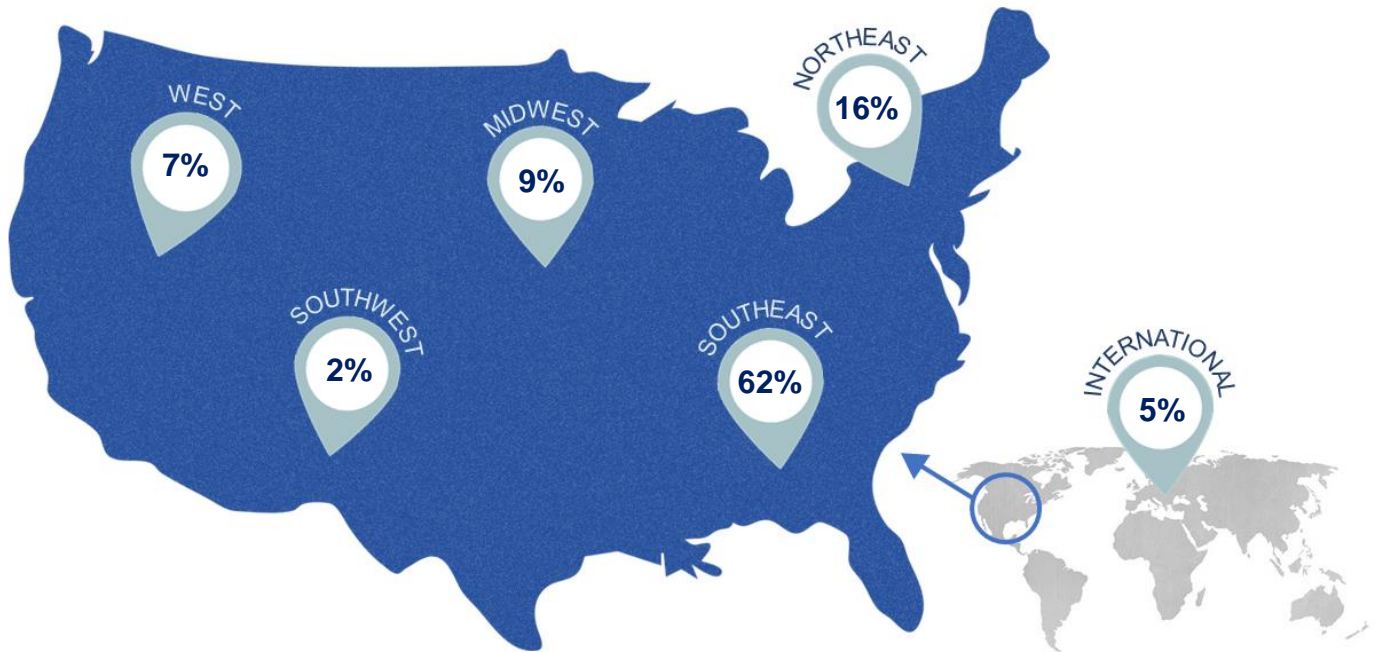 WEST
7%
MIDWEST
9%
NORTHEAST
16%
SOUTHWEST
2%
SOUTHEAST
62%
INTERNATIONAL
5%